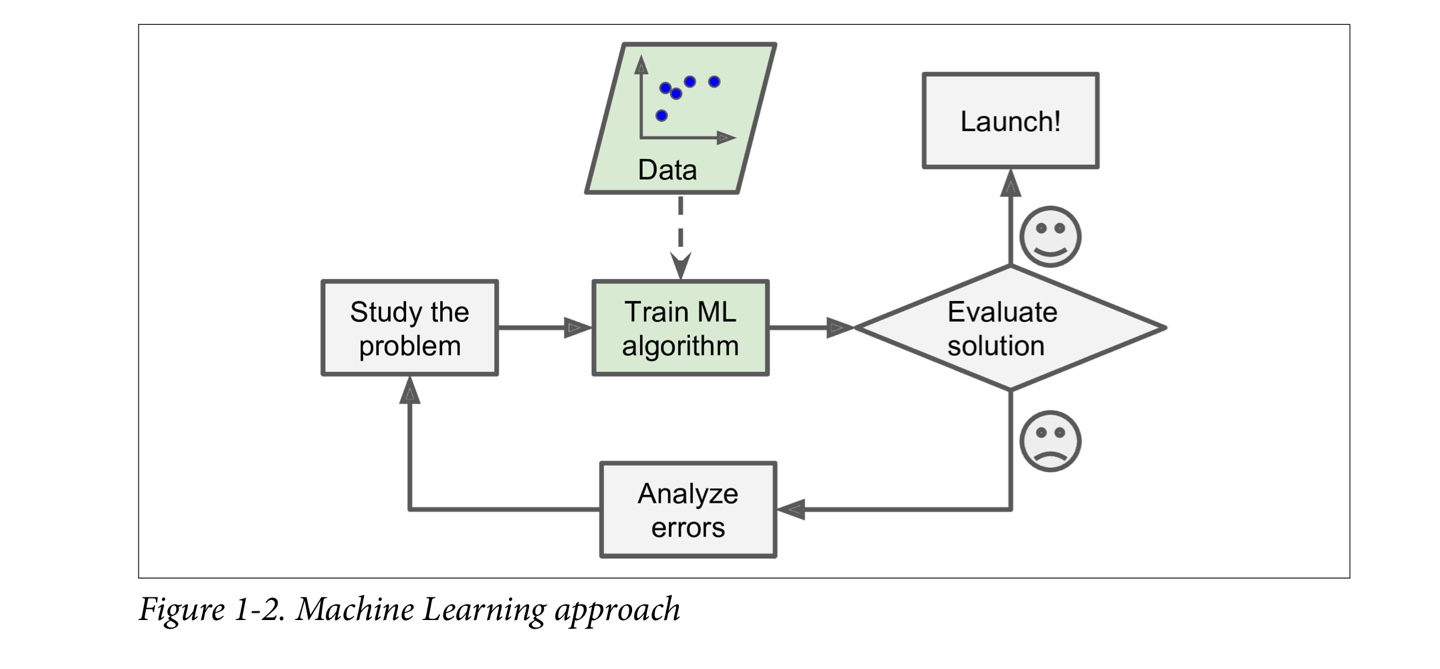 Data
Launch!
Study the
problem
Train ML
algorithm
Evaluate
solution
Analyze
errors
Figure 1-2. Machine Learning approach